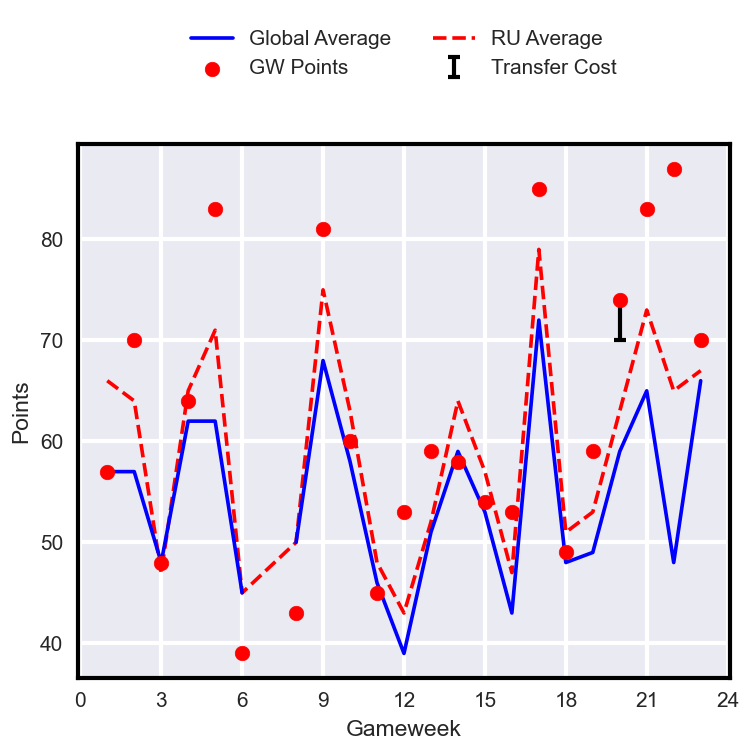 Global Average RU Average
GW Points Transfer Cost
80
70
60
50
40
Points
0 3 6 9 12 15 18 21 24
Gameweek